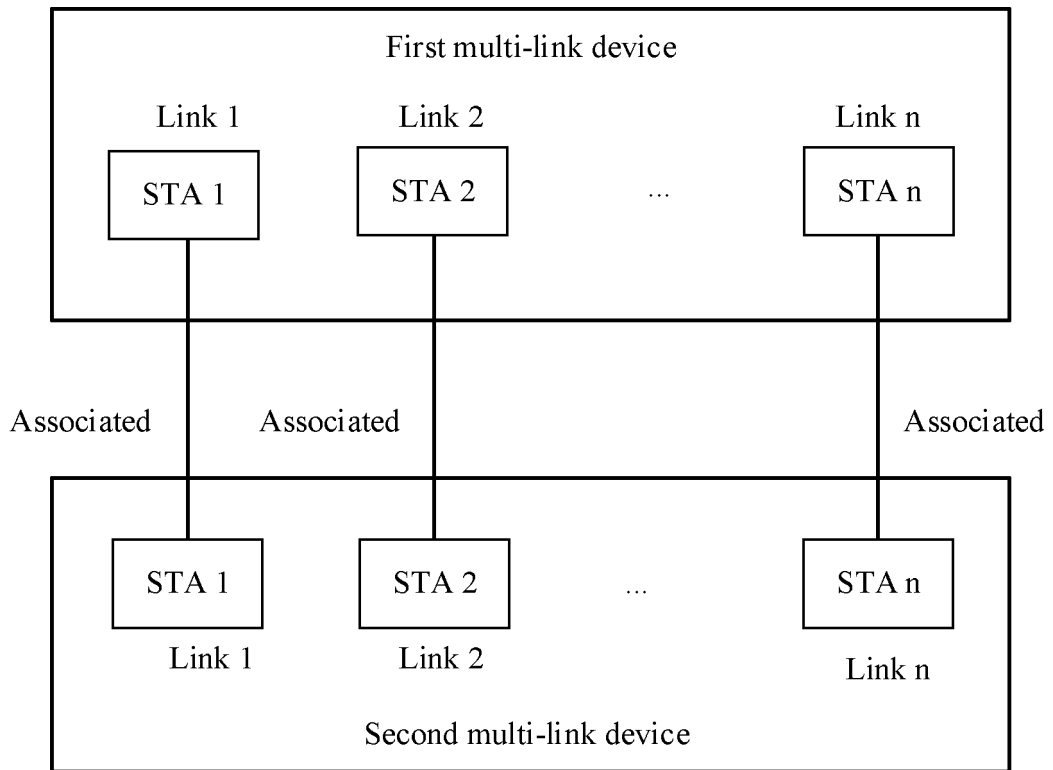 First multi-link device
Link 1 Link 2 Link n
STA 1 STA 2 ... STA n
Associated Associated Associated
STA 1 STA 2 ... STA n
Link 1 Link 2 Link n
Second multi-link device